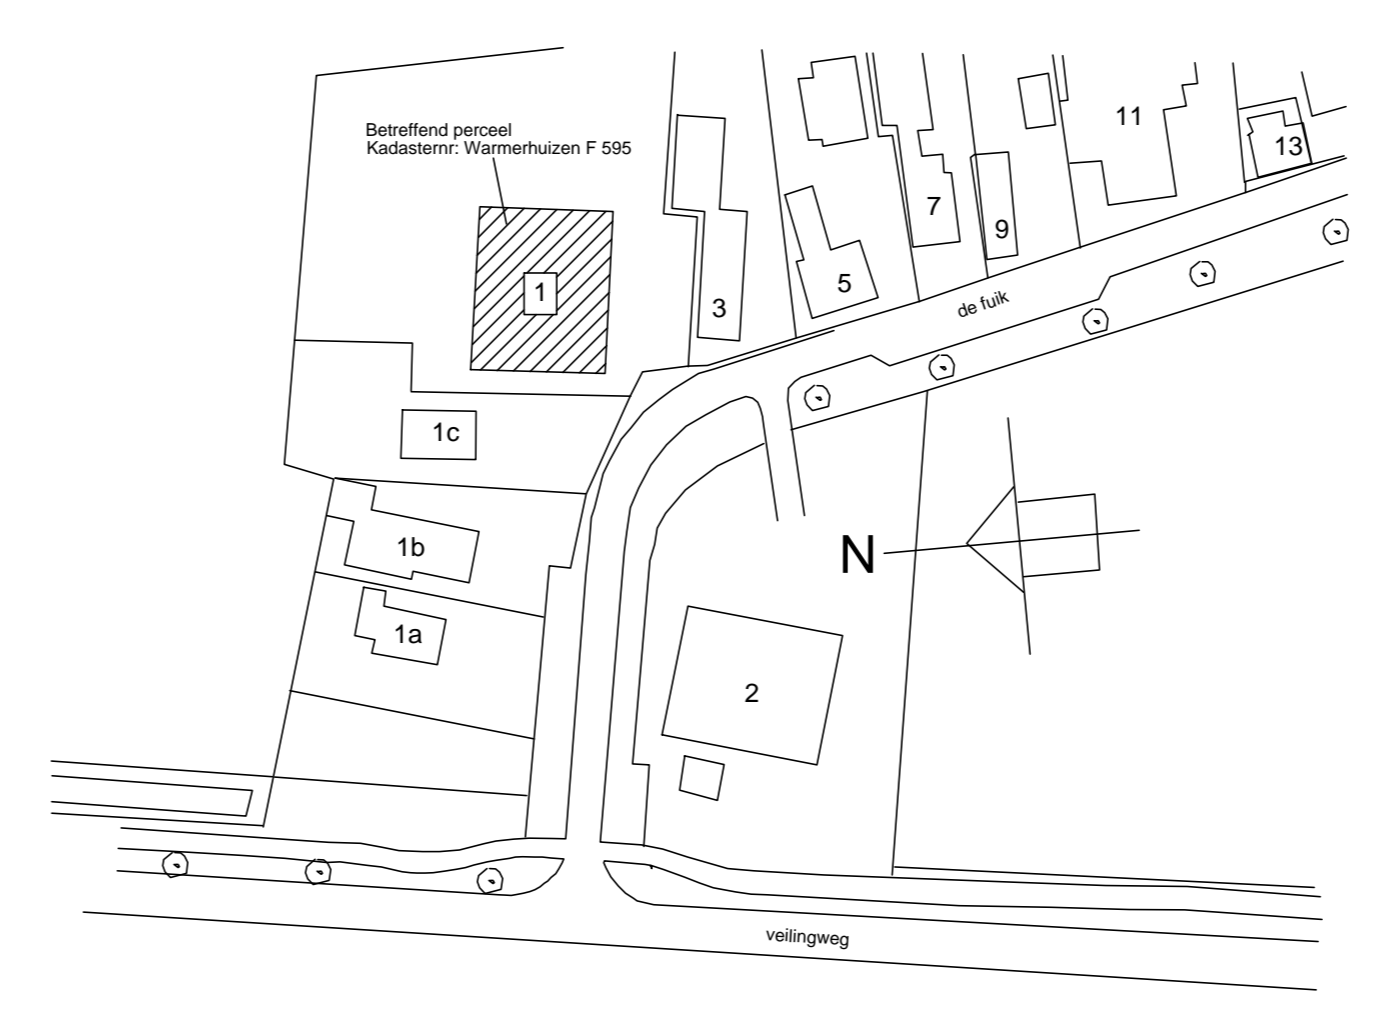 Betreffend perceel
Kadasternr: Warmerhuizen F 595
11
13
7
9
1
5
3
de fuik
1c
1b
N
1a
2
veilingweg